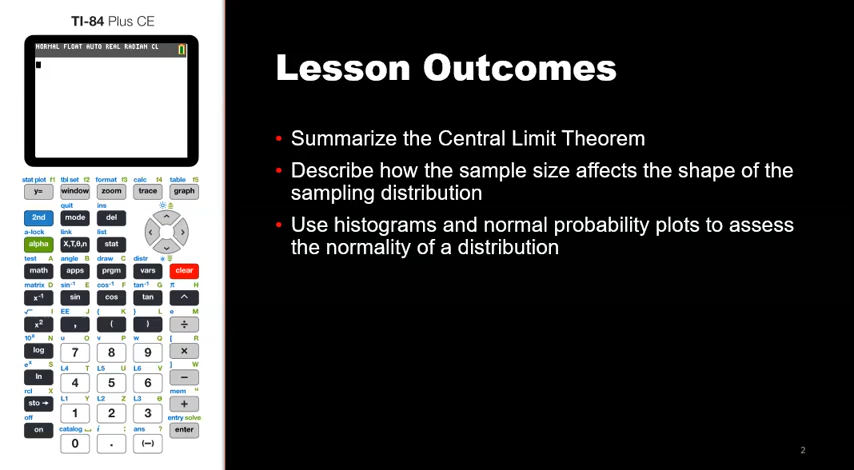 TI-84 Plus CE
NORMAL FLOAT AUTO REAL RADIAN CL
stat plot f1 tbl set f2 format f3 calc f4 table f5
y= window zoom trace graph
quit ins
2nd mode del
a-lock link list
alpha X,T,θ,n stat
test A angle B draw C distr
math apps prgm vars clear
matrix D sin⁻¹ E cos⁻¹ F tan⁻¹ G π H
x⁻¹ sin cos tan ^
√ I EE J { K } L e M
x² , ( ) ÷
10ˣ N u O v P w Q [ R
log 7 8 9 ×
eˣ S L4 T L5 U L6 V ] W
ln 4 5 6 −
rcl X L1 Y L2 Z L3 θ mem "
sto→ 1 2 3 +
off catalog i : ans ? entry solve
on 0 . (−) enter
Lesson Outcomes
• Summarize the Central Limit Theorem
• Describe how the sample size affects the shape of the
sampling distribution
• Use histograms and normal probability plots to assess
the normality of a distribution
2